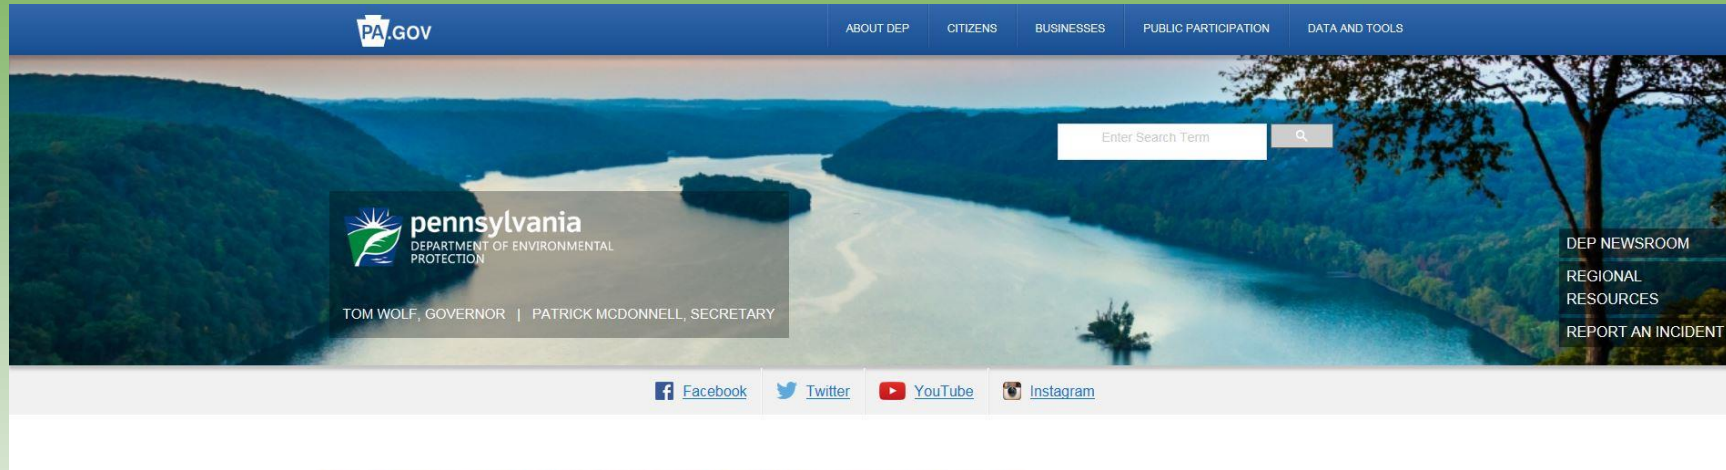 PA.GOV
ABOUT DEP
CITIZENS
BUSINESSES
PUBLIC PARTICIPATION
DATA AND TOOLS
Enter Search Term
pennsylvania
DEPARTMENT OF ENVIRONMENTAL
PROTECTION
TOM WOLF, GOVERNOR | PATRICK MCDONNELL, SECRETARY
DEP NEWSROOM
REGIONAL
RESOURCES
REPORT AN INCIDENT
Facebook
Twitter
YouTube
Instagram